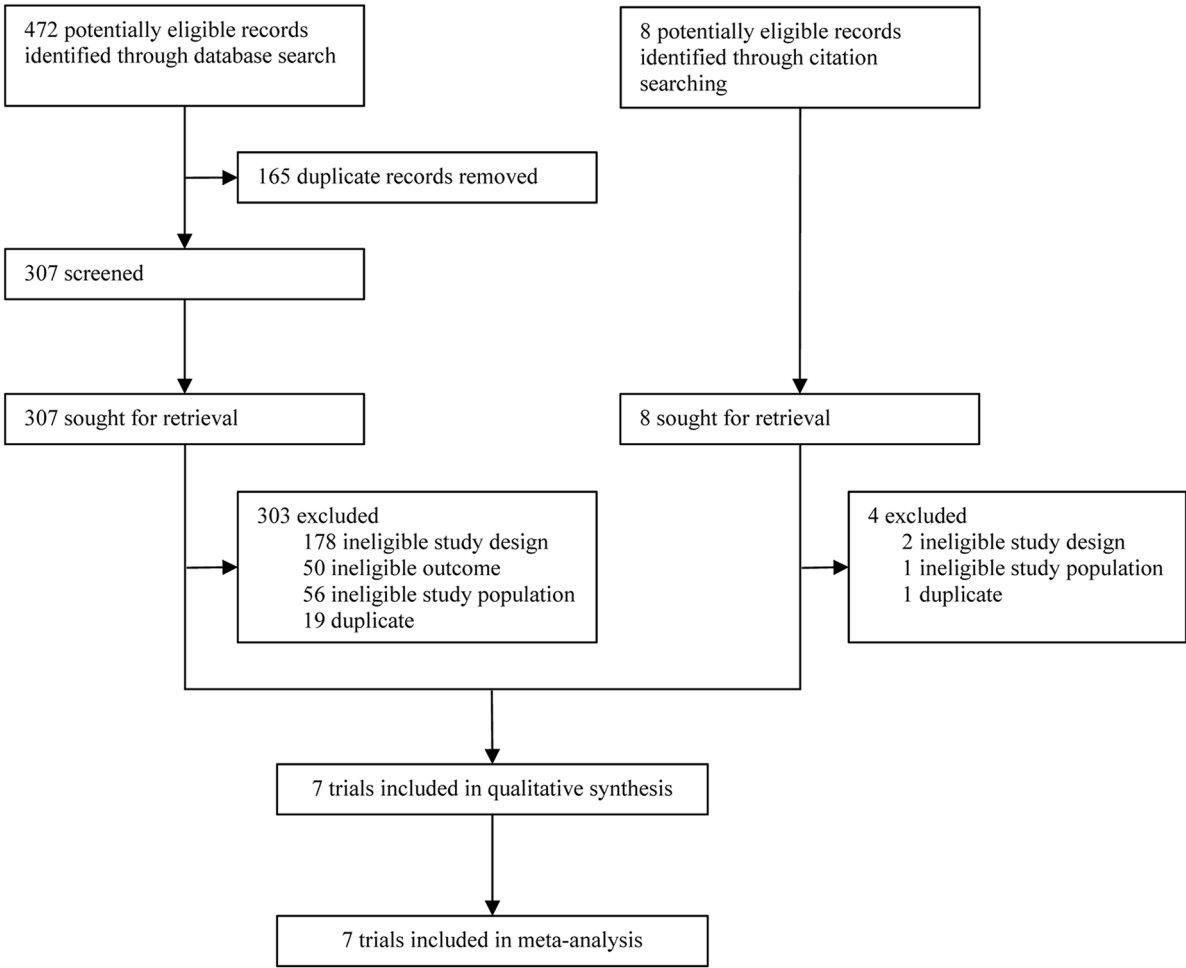 472 potentially eligible records
identified through database search
8 potentially eligible records
identified through citation
searching
165 duplicate records removed
307 screened
307 sought for retrieval
8 sought for retrieval
303 excluded
178 ineligible study design
50 ineligible outcome
56 ineligible study population
19 duplicate
4 excluded
2 ineligible study design
1 ineligible study population
1 duplicate
7 trials included in qualitative synthesis
7 trials included in meta-analysis